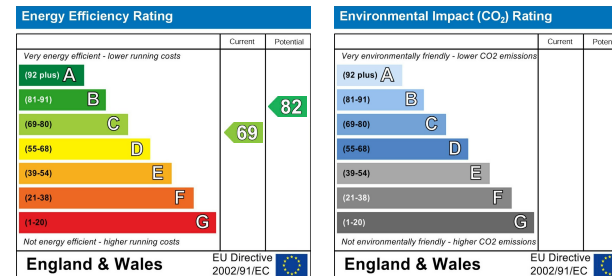 Energy Efficiency Rating
Current Potential
Very energy efficient - lower running costs
(92 plus) A
(81-91) B
(69-80) C
(55-68) D
(39-54) E
(21-38) F
(1-20) G
69
82
Not energy efficient - higher running costs
England & Wales
EU Directive
2002/91/EC
Environmental Impact (CO₂) Rating
Current Poten
Very environmentally friendly - lower CO2 emissions
(92 plus) A
(81-91) B
(69-80) C
(55-68) D
(39-54) E
(21-38) F
(1-20) G
Not environmentally friendly - higher CO2 emissions
England & Wales
EU Directive
2002/91/EC